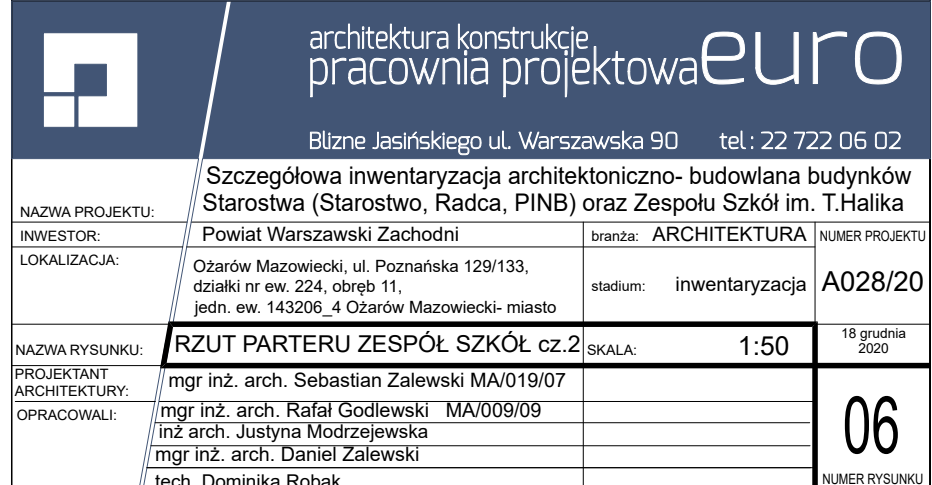 architektura konstrukcje
pracownia projektowa euro
Blizne Jasińskiego ul. Warszawska 90 tel.: 22 722 06 02
NAZWA PROJEKTU: Szczegółowa inwentaryzacja architektoniczno- budowlana budynków
Starostwa (Starostwo, Radca, PINB) oraz Zespołu Szkół im. T.Halika
INWESTOR: Powiat Warszawski Zachodni branża: ARCHITEKTURA NUMER PROJEKTU
LOKALIZACJA: Ożarów Mazowiecki, ul. Poznańska 129/133,
działki nr ew. 224, obręb 11,
jedn. ew. 143206_4 Ożarów Mazowiecki- miasto
stadium: inwentaryzacja A028/20
NAZWA RYSUNKU: RZUT PARTERU ZESPÓŁ SZKÓŁ cz.2 SKALA: 1:50
18 grudnia
2020
PROJEKTANT
ARCHITEKTURY: mgr inż. arch. Sebastian Zalewski MA/019/07
OPRACOWALI: mgr inż. arch. Rafał Godlewski MA/009/09
inż arch. Justyna Modrzejewska
mgr inż. arch. Daniel Zalewski
tech. Dominika Robak
06
NUMER RYSUNKU